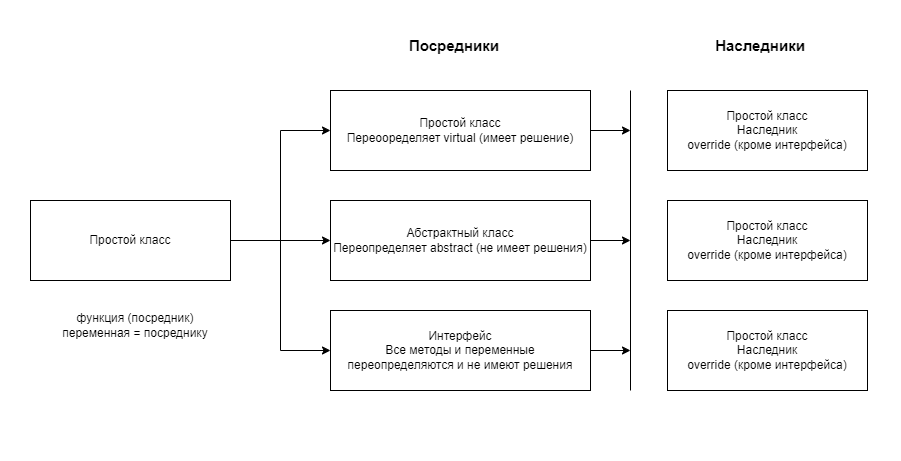 Посредники
Наследники
Простой класс
Переоределяет virtual (имеет решение)
Простой класс
Наследник
override (кроме интерфейса)
Простой класс
Абстрактный класс
Переопределяет abstract (не имеет решения)
Простой класс
Наследник
override (кроме интерфейса)
функция (посредник)
переменная = посреднику
Интерфейс
Все методы и переменные
переопределяются и не имеют решения
Простой класс
Наследник
override (кроме интерфейса)